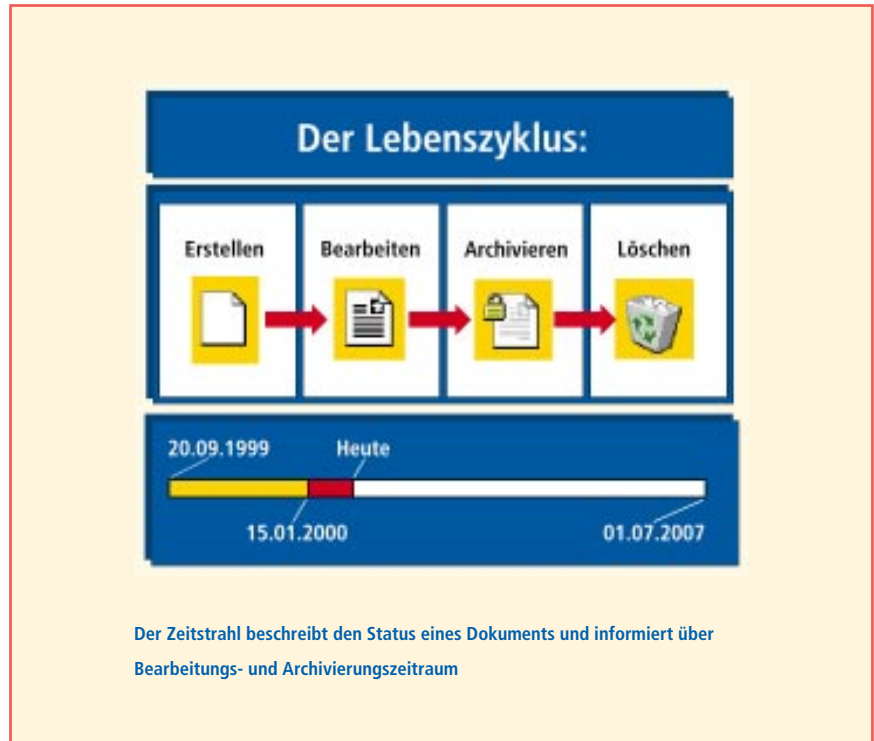 Der Lebenszyklus:
Erstellen Bearbeiten Archivieren Löschen
20.09.1999 Heute
15.01.2000 01.07.2007
Der Zeitstrahl beschreibt den Status eines Dokuments und informiert über
Bearbeitungs- und Archivierungszeitraum